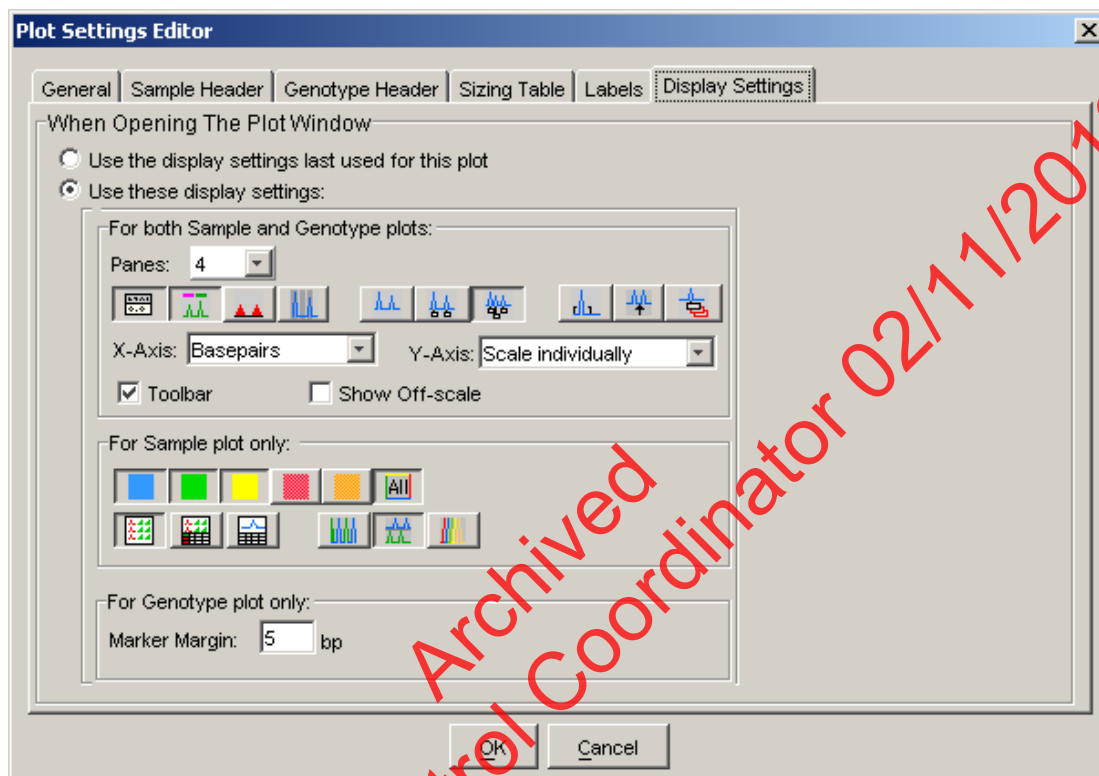 Plot Settings Editor
General Sample Header Genotype Header Sizing Table Labels Display Settings
When Opening The Plot Window
Use the display settings last used for this plot
Use these display settings:
For both Sample and Genotype plots:
Panes: 4
X-Axis: Basepairs Y-Axis: Scale individually
Toolbar Show Off-scale
For Sample plot only:
All
For Genotype plot only:
Marker Margin: 5 bp
OK Cancel
Archived
Coordinator 02/11/201